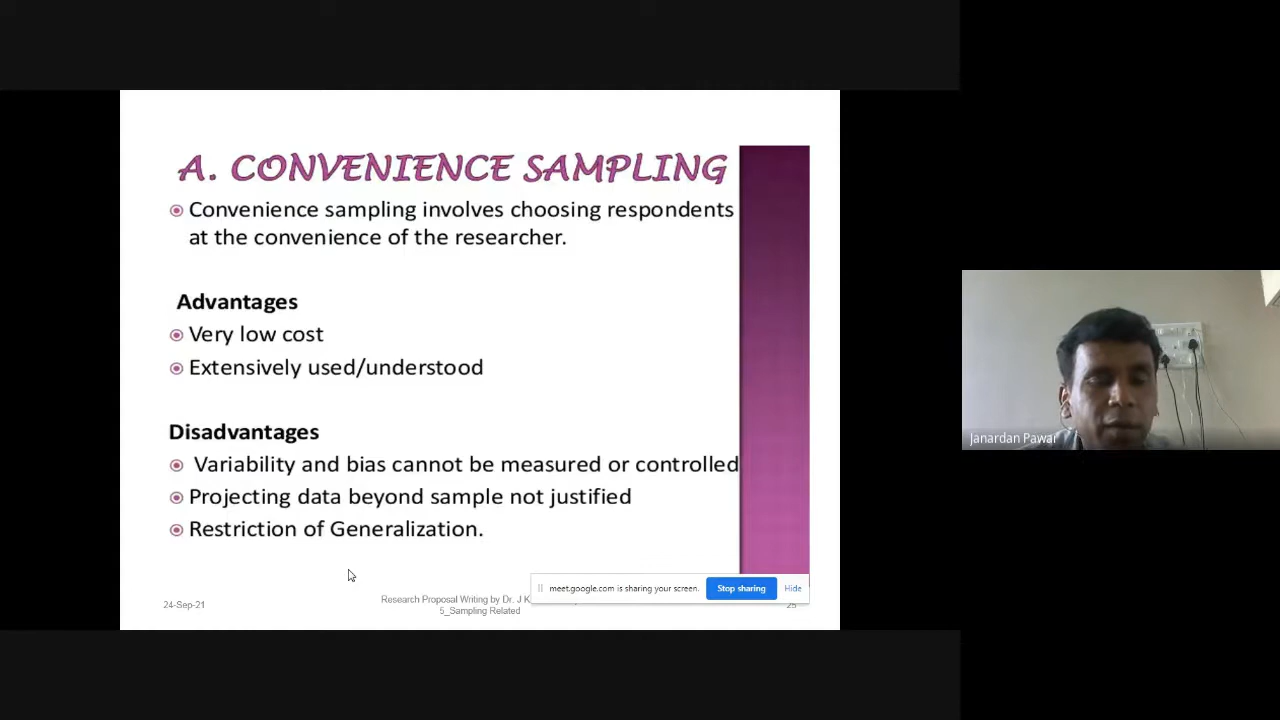 A. CONVENIENCE SAMPLING
Convenience sampling involves choosing respondents
at the convenience of the researcher.
Advantages
Very low cost
Extensively used/understood
Disadvantages
Variability and bias cannot be measured or controlled
Projecting data beyond sample not justified
Restriction of Generalization.
24-Sep-21
Research Proposal Writing by Dr. J K
5_Sampling Related
meet.google.com is sharing your screen.
Stop sharing
Hide
25
Janardan Pawar